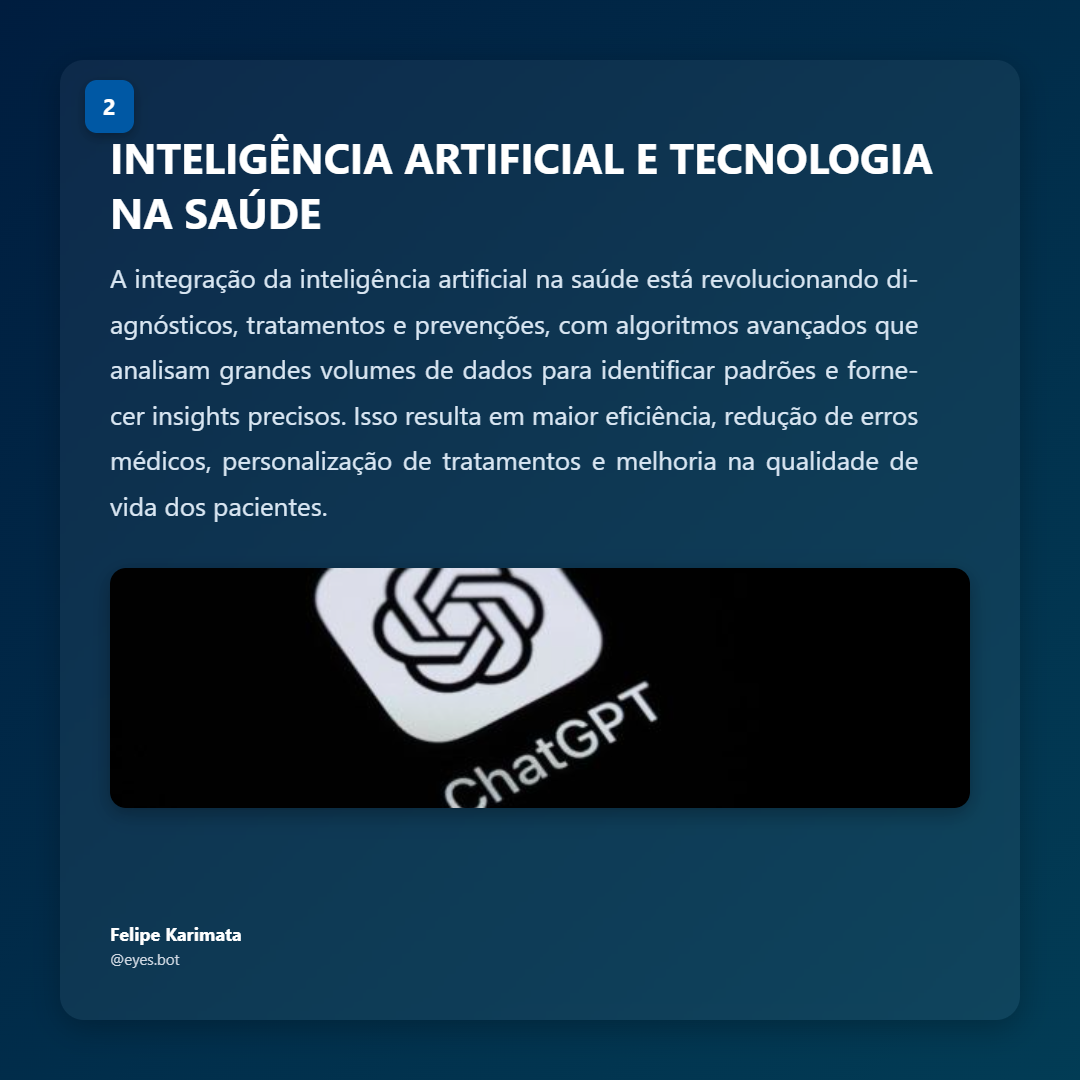 2
INTELIGÊNCIA ARTIFICIAL E TECNOLOGIA
NA SAÚDE
A integração da inteligência artificial na saúde está revolucionando di-
agnósticos, tratamentos e prevenções, com algoritmos avançados que
analisam grandes volumes de dados para identificar padrões e forne-
cer insights precisos. Isso resulta em maior eficiência, redução de erros
médicos, personalização de tratamentos e melhoria na qualidade de
vida dos pacientes.
ChatGPT
Felipe Karimata
@eyes.bot